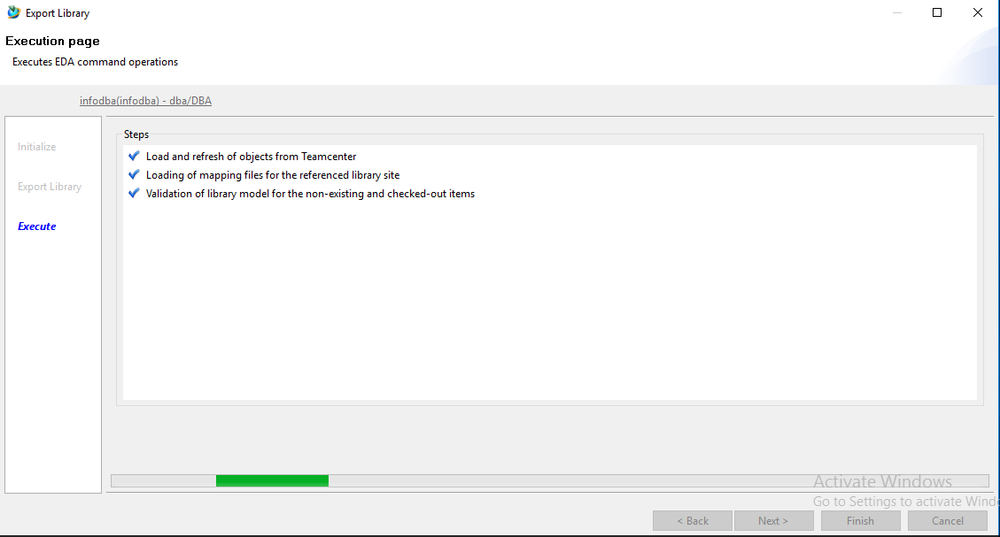 Export Library
Execution page
Executes EDA command operations
infodba(infodba) - dba/DBA
Initialize
Export Library
Execute
Steps
Load and refresh of objects from Teamcenter
Loading of mapping files for the referenced library site
Validation of library model for the non-existing and checked-out items
Activate Windows
Go to Settings to activate Wind
< Back
Next >
Finish
Cancel